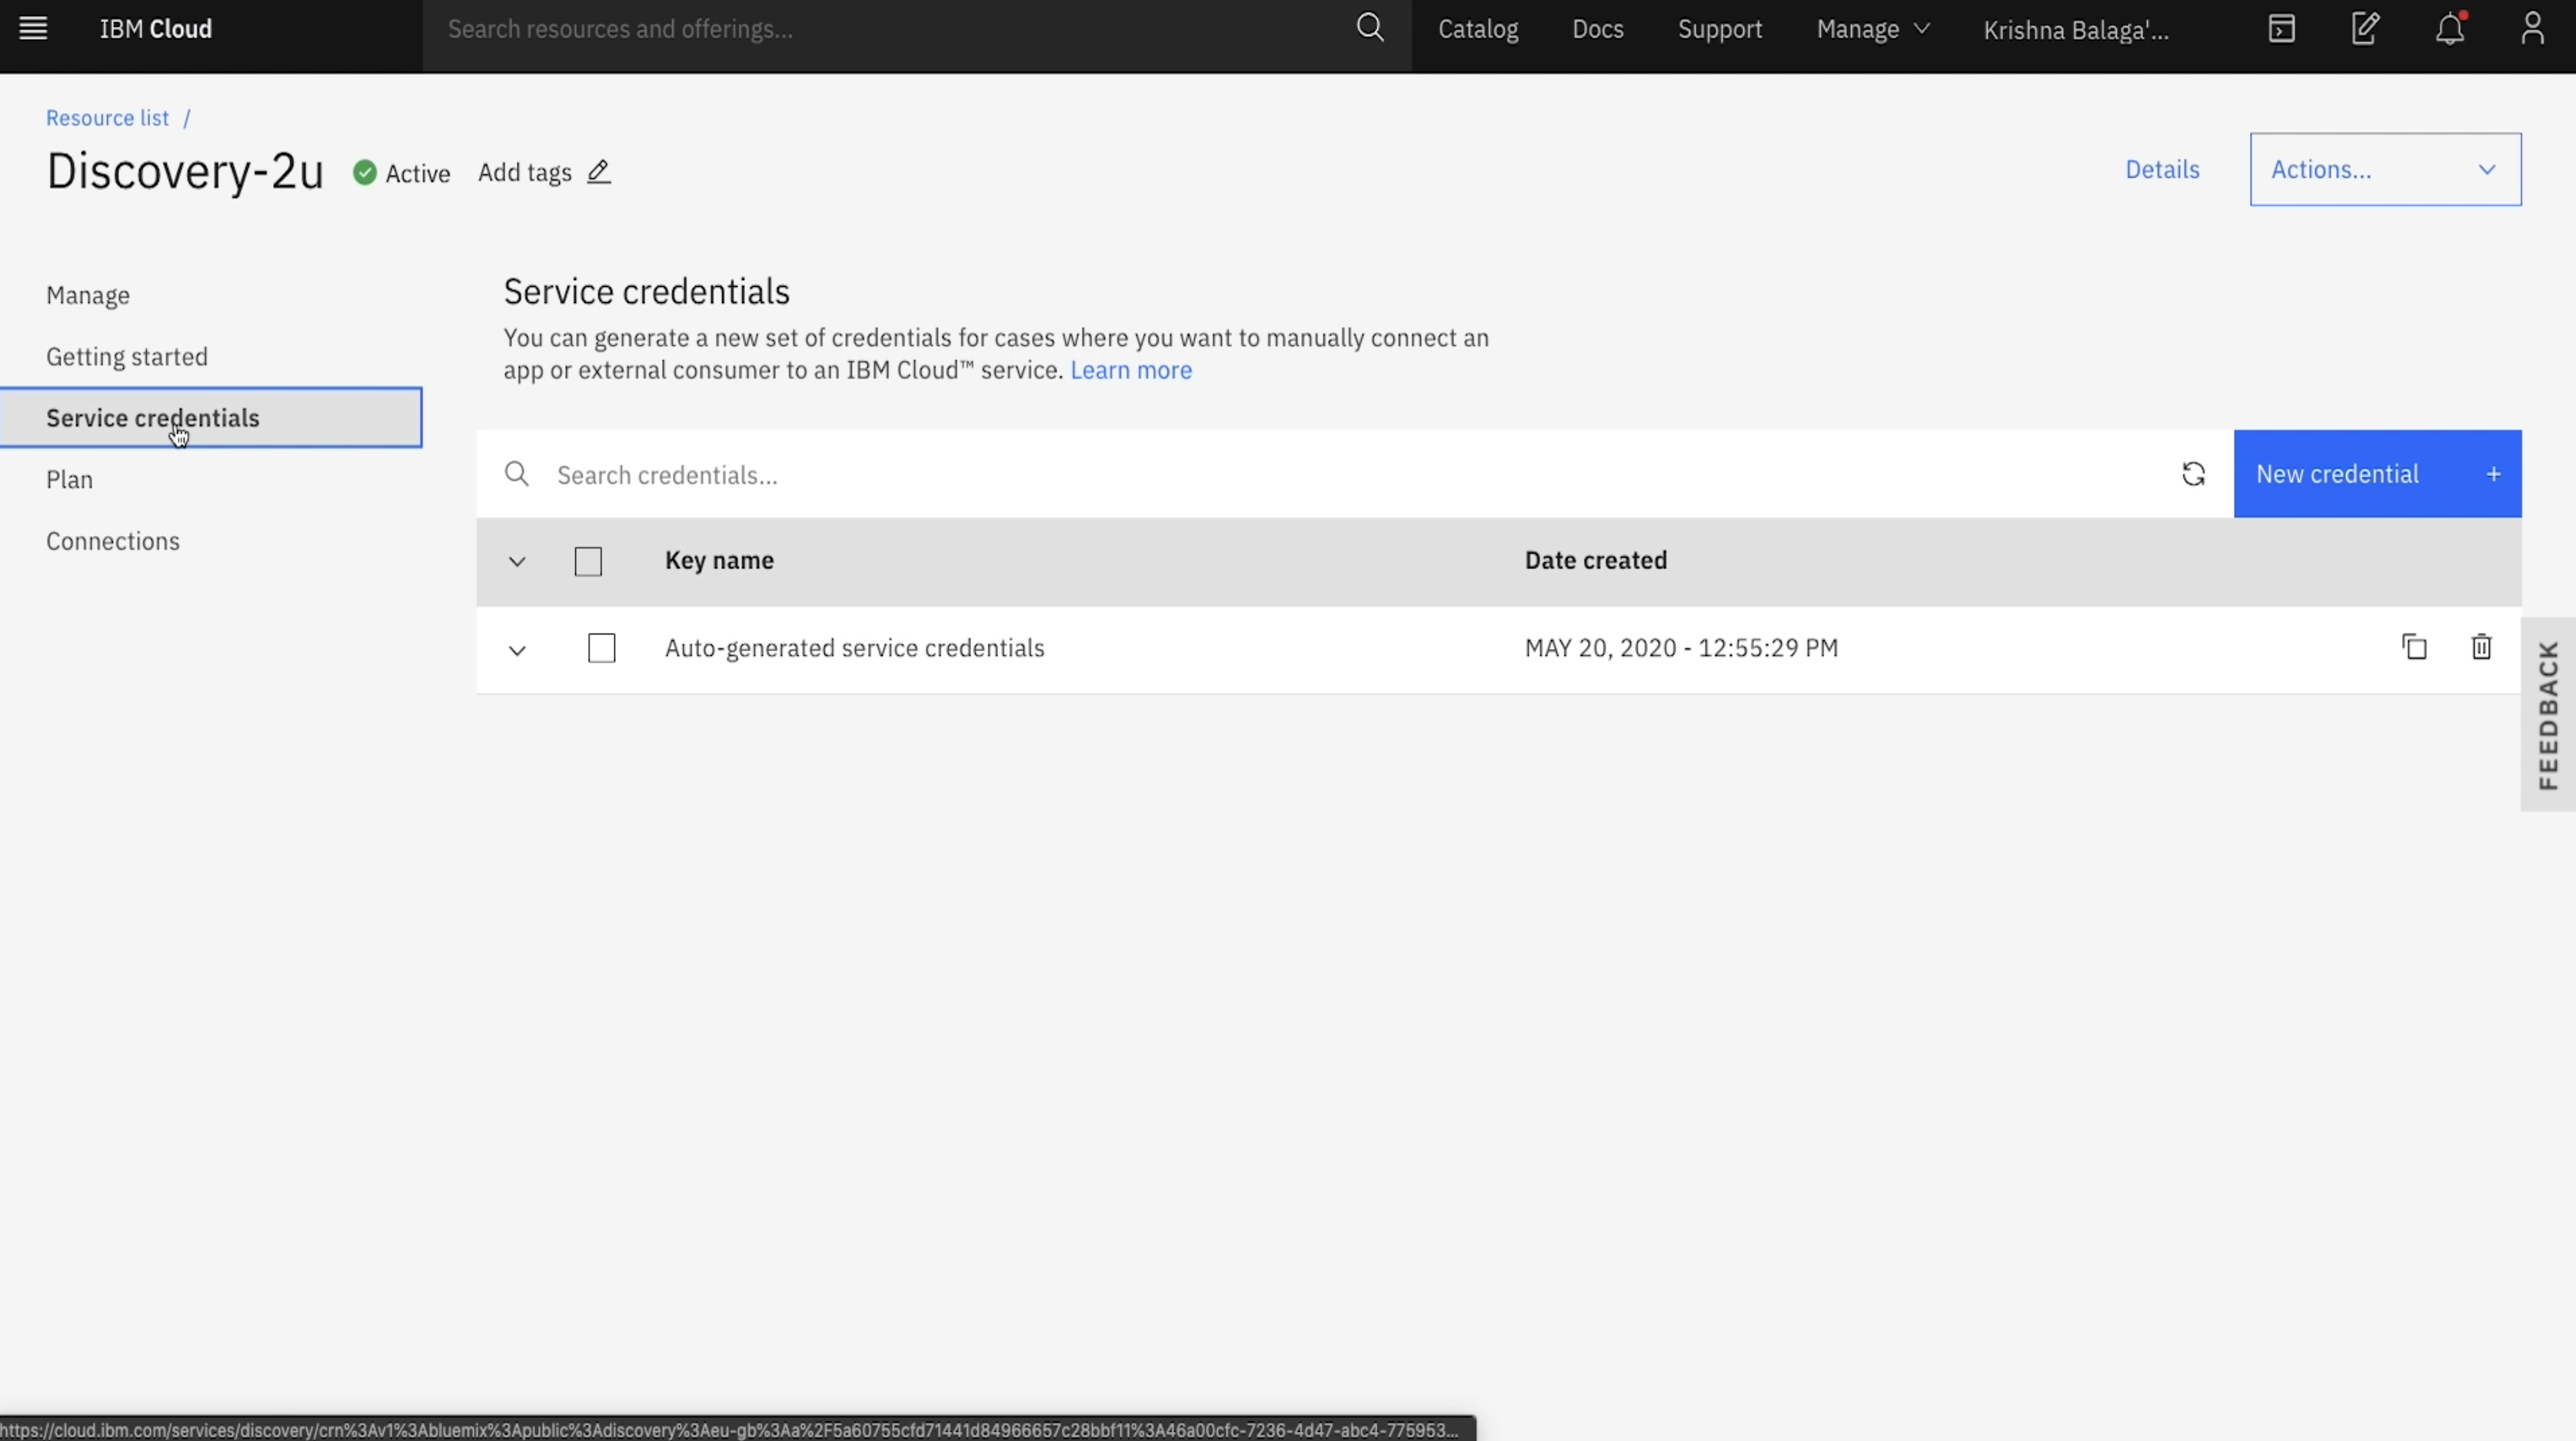 IBM Cloud
Search resources and offerings...
Catalog
Docs
Support
Manage
Krishna Balaga'...
Resource list /
Discovery-2u
Active
Add tags
Details
Actions...
Manage
Getting started
Service credentials
Plan
Connections
Service credentials
You can generate a new set of credentials for cases where you want to manually connect an
app or external consumer to an IBM Cloud™ service. Learn more
Search credentials...
New credential +
Key name
Date created
Auto-generated service credentials
MAY 20, 2020 - 12:55:29 PM
FEEDBACK
https://cloud.ibm.com/services/discovery/crn%3Av1%3Abluemix%3Apublic%3Adiscovery%3Aeu-gb%3Aa%2F5a60755cfd71441d84966657c28bbf11%3A46a00cfc-7236-4d47-abc4-775953...